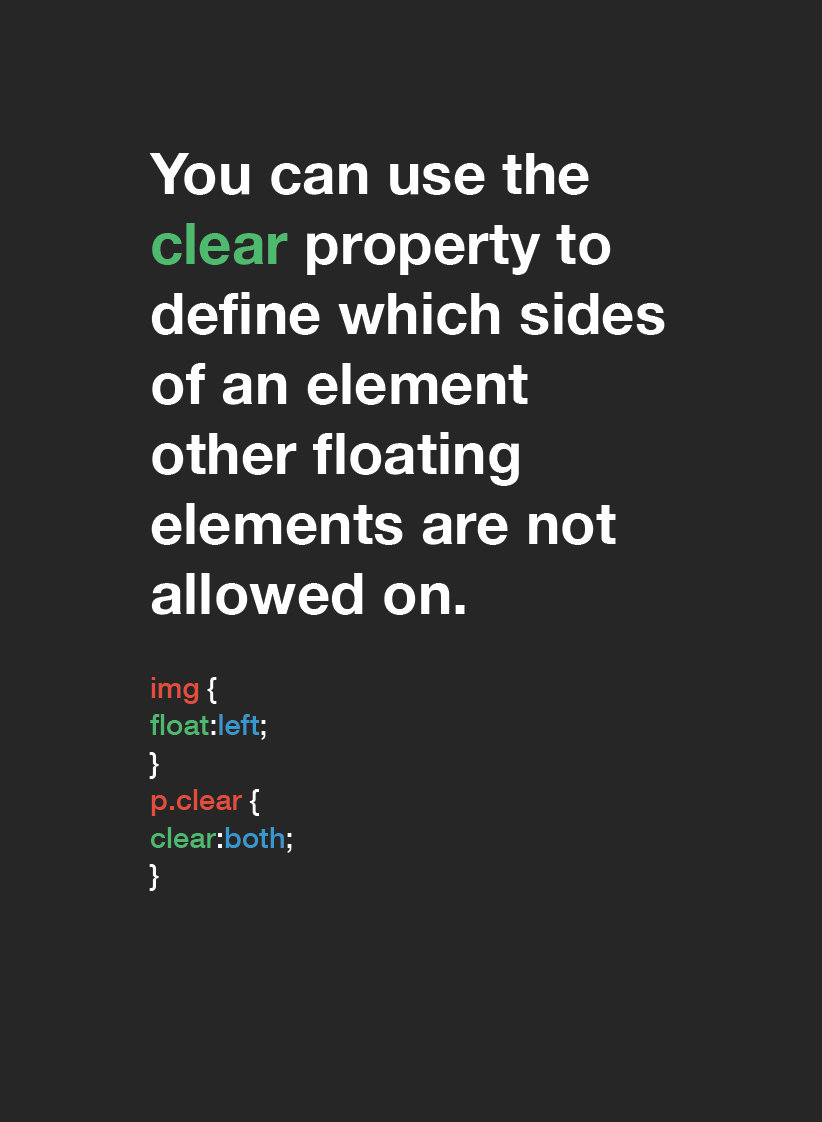 You can use the
clear property to
define which sides
of an element
other floating
elements are not
allowed on.
img {
float:left;
}
p.clear {
clear:both;
}